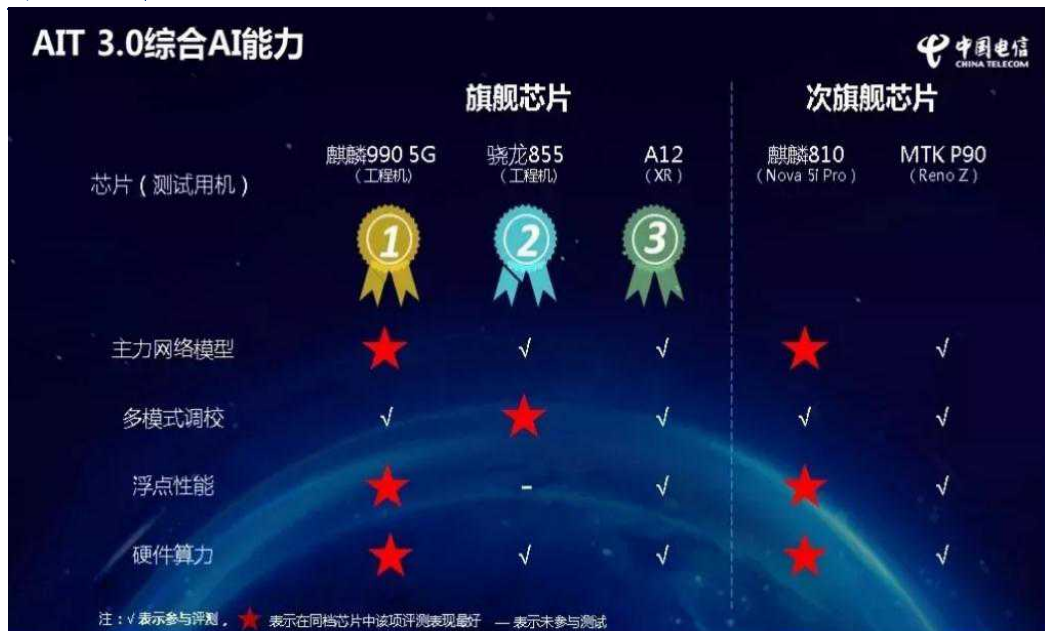 AIT 3.0综合AI能力
中国电信
CHINA TELECOM
旗舰芯片 次旗舰芯片
芯片(测试用机) 麒麟990 5G 骁龙855 A12 麒麟810 MTK P90
(工程机) (工程机) (XR) (Nova 5i Pro) (Reno Z)
1 2 3
主力网络模型 ★ √ √ ★ √
多模式调校 √ ★ √ √ √
浮点性能 ★ - √ ★ √
硬件算力 ★ √ √ ★ √
注:√表示参与评测,★ 表示在同档芯片中该项评测表现最好 — 表示未参与测试